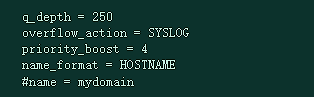 q_depth = 250
overflow_action = SYSLOG
priority_boost = 4
name_format = HOSTNAME
#name = mydomain